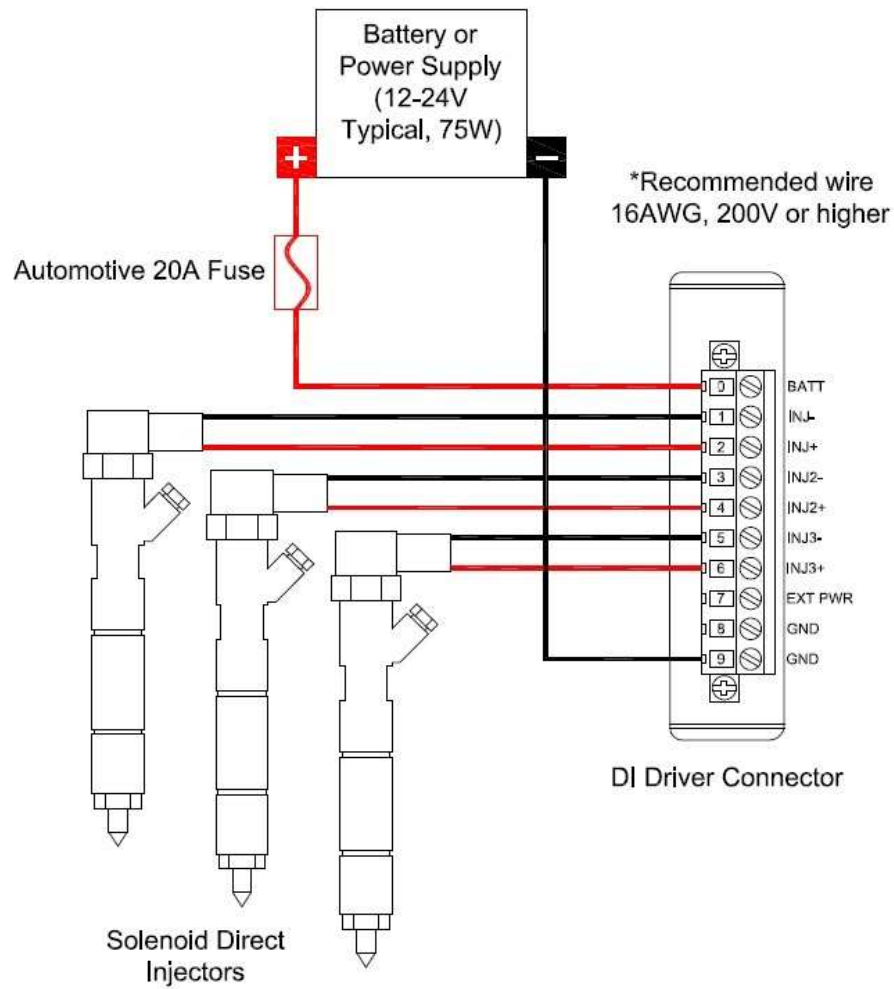 Battery or
Power Supply
(12-24V
Typical, 75W)
+
-
*Recommended wire
16AWG, 200V or higher
Automotive 20A Fuse
0 BATT
1 INJ-
2 INJ+
3 INJ2-
4 INJ2+
5 INJ3-
6 INJ3+
7 EXT PWR
8 GND
9 GND
DI Driver Connector
Solenoid Direct
Injectors